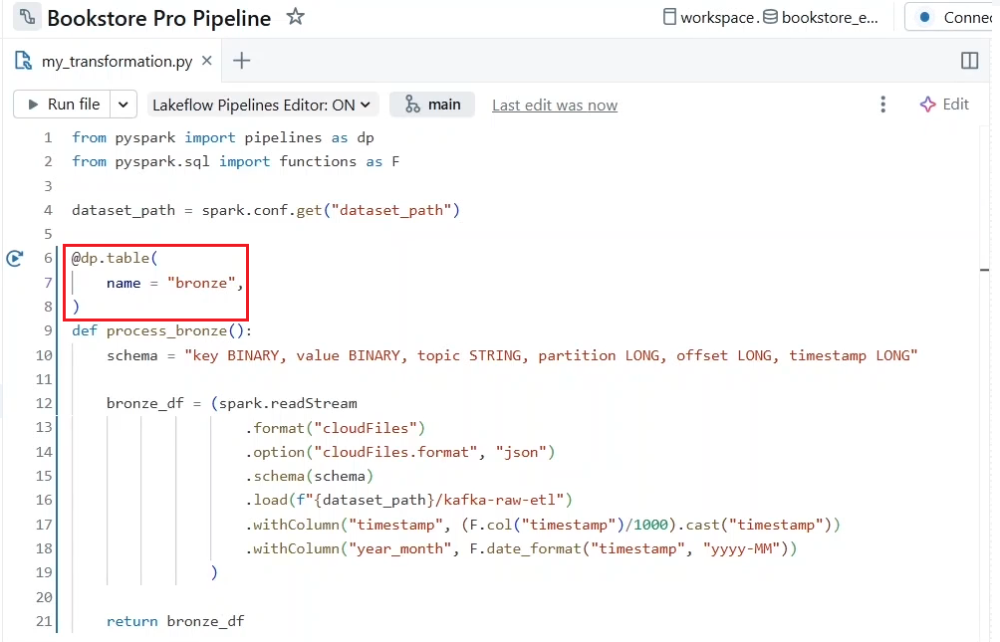 Bookstore Pro Pipeline
workspace. bookstore_e...
Connec
my_transformation.py
Run file
Lakeflow Pipelines Editor: ON
main
Last edit was now
Edit
1 from pyspark import pipelines as dp
2 from pyspark.sql import functions as F
3
4 dataset_path = spark.conf.get("dataset_path")
5
6 @dp.table(
7     name = "bronze",
8 )
9 def process_bronze():
10     schema = "key BINARY, value BINARY, topic STRING, partition LONG, offset LONG, timestamp LONG"
11
12     bronze_df = (spark.readStream
13                     .format("cloudFiles")
14                     .option("cloudFiles.format", "json")
15                     .schema(schema)
16                     .load(f"{dataset_path}/kafka-raw-etl")
17                     .withColumn("timestamp", (F.col("timestamp")/1000).cast("timestamp"))
18                     .withColumn("year_month", F.date_format("timestamp", "yyyy-MM"))
19                 )
20
21     return bronze_df